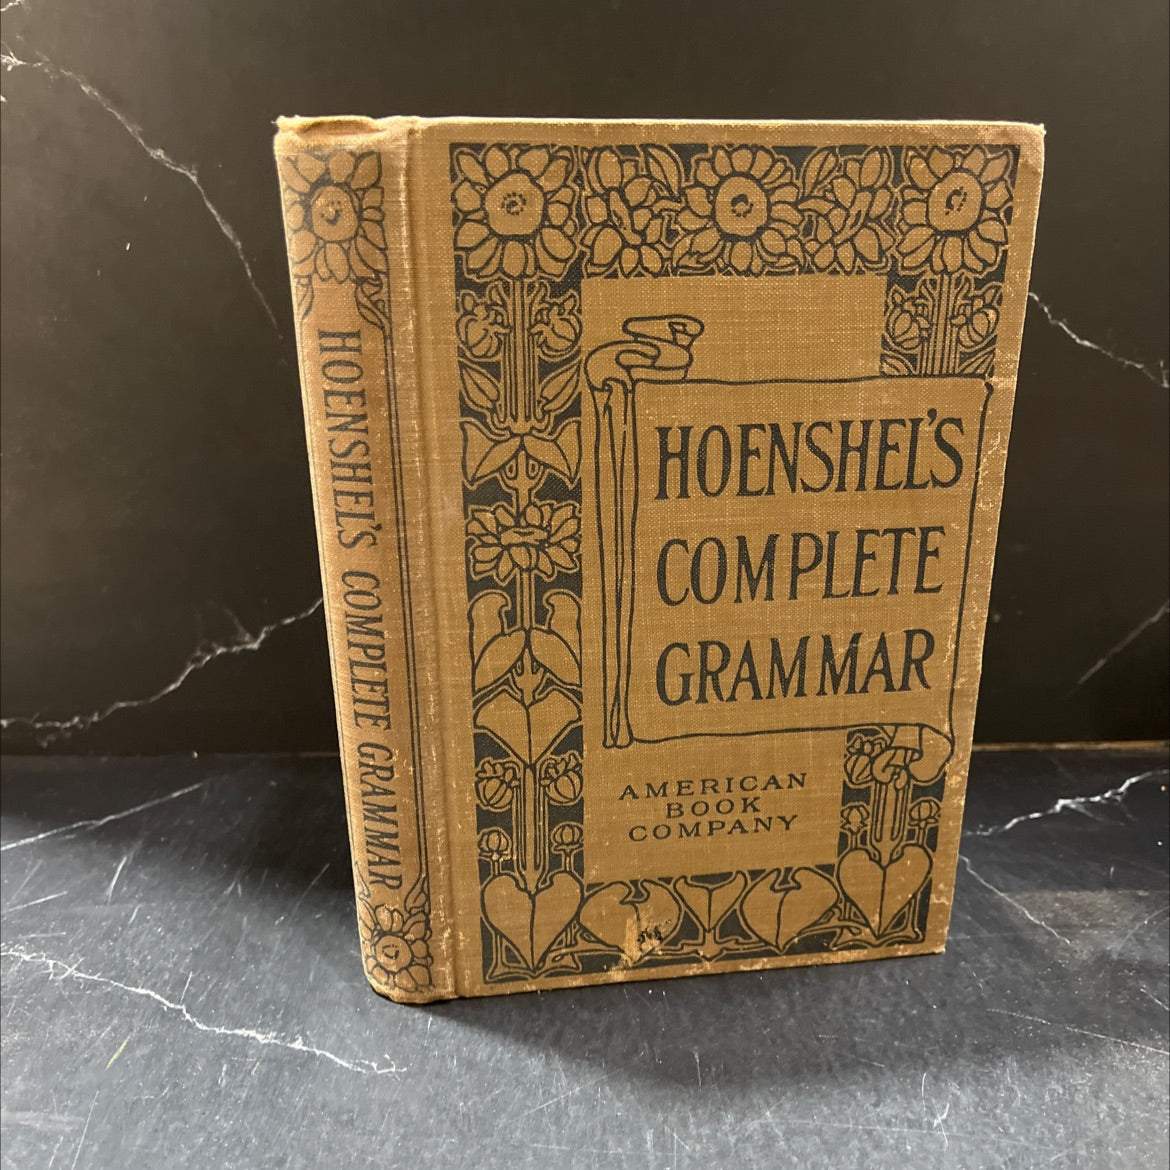 HOENSHEL'S COMPLETE GRAMMAR
HOENSHEL'S
COMPLETE
GRAMMAR
AMERICAN
BOOK
COMPANY